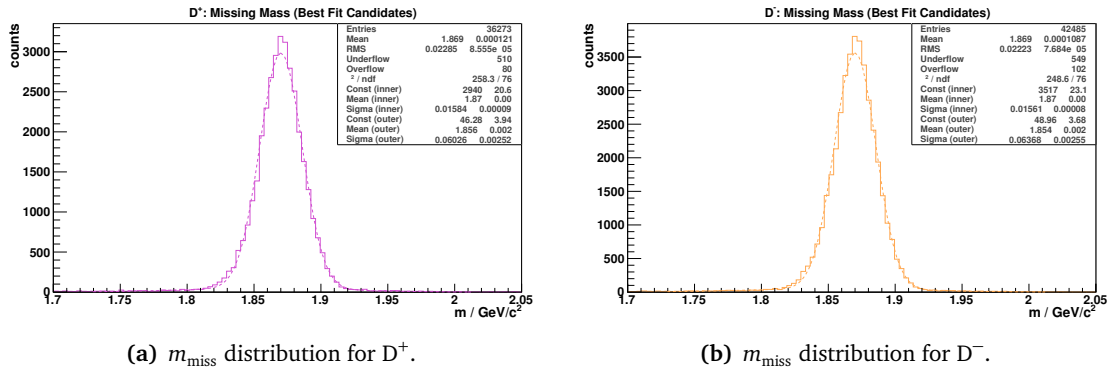 D⁺: Missing Mass (Best Fit Candidates)
counts
3000
2500
2000
1500
1000
500
0
1.7 1.75 1.8 1.85 1.9 1.95 2 2.05
m / GeV/c²
Entries 36273
Mean 1.869 0.000121
RMS 0.02285 8.555e 05
Underflow 510
Overflow 80
² / ndf 258.3 / 76
Const (inner) 2940 20.6
Mean (inner) 1.87 0.00
Sigma (inner) 0.01584 0.00009
Const (outer) 46.28 3.94
Mean (outer) 1.856 0.002
Sigma (outer) 0.06026 0.00252
(a) m_miss distribution for D⁺.
D⁻: Missing Mass (Best Fit Candidates)
counts
3500
3000
2500
2000
1500
1000
500
0
1.7 1.75 1.8 1.85 1.9 1.95 2 2.05
m / GeV/c²
Entries 42485
Mean 1.869 0.0001087
RMS 0.02223 7.684e 05
Underflow 549
Overflow 102
² / ndf 248.6 / 76
Const (inner) 3517 23.1
Mean (inner) 1.87 0.00
Sigma (inner) 0.01561 0.00008
Const (outer) 48.96 3.68
Mean (outer) 1.854 0.002
Sigma (outer) 0.06368 0.00255
(b) m_miss distribution for D⁻.